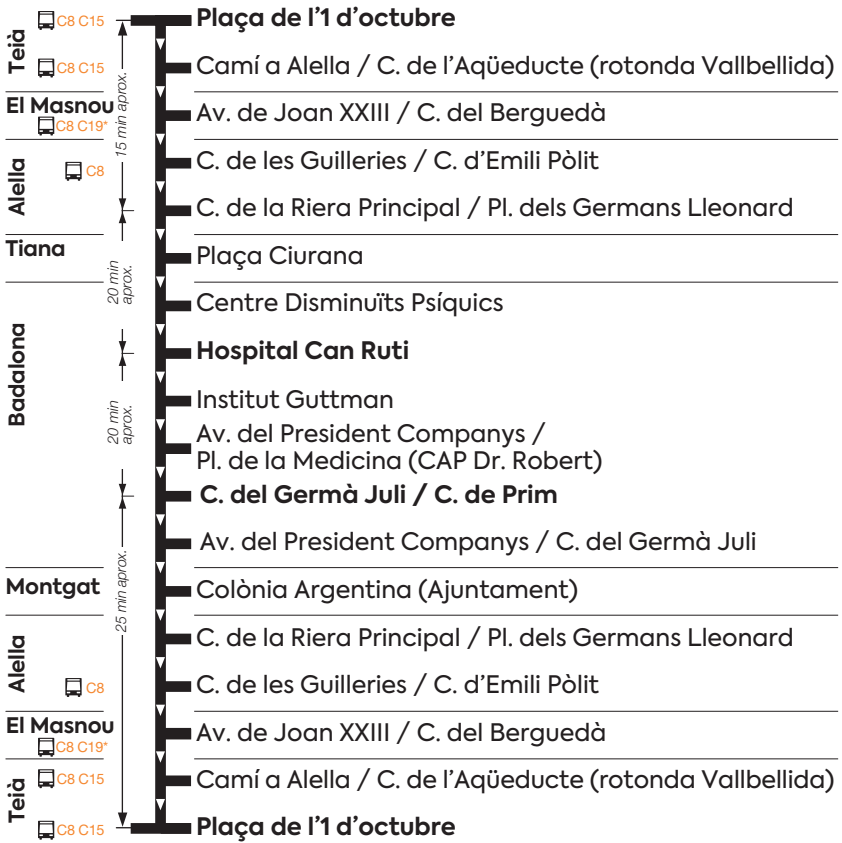 Teià
C8 C15
Plaça de l'1 d'octubre
C8 C15
Camí a Alella / C. de l'Aqüeducte (rotonda Vallbellida)
El Masnou
C8 C19*
Av. de Joan XXIII / C. del Berguedà
15 min aprox.
Alella
C8
C. de les Guilleries / C. d'Emili Pòlit
C. de la Riera Principal / Pl. dels Germans Lleonard
Tiana
Plaça Ciurana
20 min
aprox.
Badalona
Centre Disminuïts Psíquics
Hospital Can Ruti
Institut Guttman
20 min
aprox.
Av. del President Companys /
Pl. de la Medicina (CAP Dr. Robert)
C. del Germà Juli / C. de Prim
Av. del President Companys / C. del Germà Juli
25 min aprox.
Montgat
Colònia Argentina (Ajuntament)
Alella
C. de la Riera Principal / Pl. dels Germans Lleonard
C8
C. de les Guilleries / C. d'Emili Pòlit
El Masnou
C8 C19*
Av. de Joan XXIII / C. del Berguedà
Teià
C8 C15
Camí a Alella / C. de l'Aqüeducte (rotonda Vallbellida)
C8 C15
Plaça de l'1 d'octubre